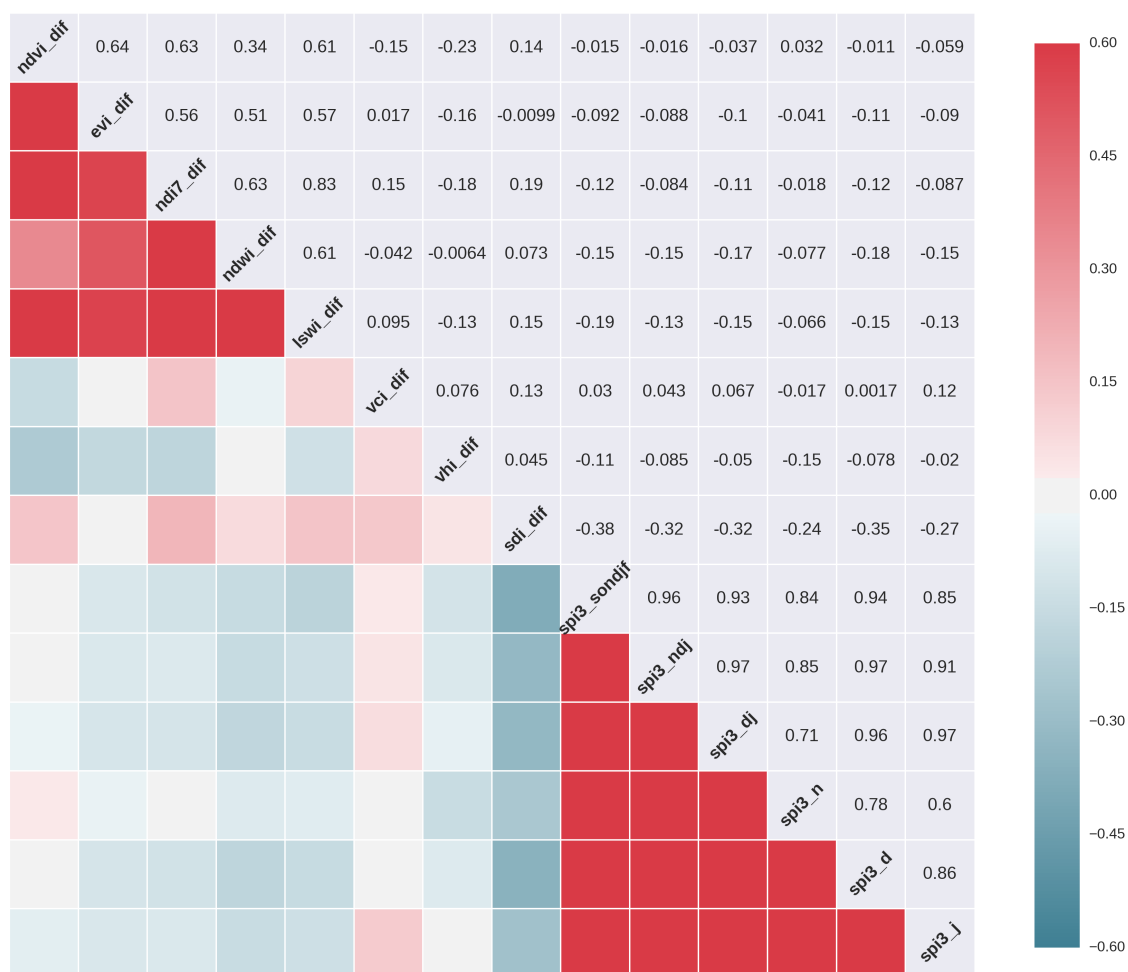 ndvi_dif 0.64 0.63 0.34 0.61 -0.15 -0.23 0.14 -0.015 -0.016 -0.037 0.032 -0.011 -0.059
evi_dif 0.56 0.51 0.57 0.017 -0.16 -0.0099 -0.092 -0.088 -0.1 -0.041 -0.11 -0.09
ndi7_dif 0.63 0.83 0.15 -0.18 0.19 -0.12 -0.084 -0.11 -0.018 -0.12 -0.087
ndwi_dif 0.61 -0.042 -0.0064 0.073 -0.15 -0.15 -0.17 -0.077 -0.18 -0.15
lswi_dif 0.095 -0.13 0.15 -0.19 -0.13 -0.15 -0.066 -0.15 -0.13
vci_dif 0.076 0.13 0.03 0.043 0.067 -0.017 0.0017 0.12
vhi_dif 0.045 -0.11 -0.085 -0.05 -0.15 -0.078 -0.02
sdi_dif -0.38 -0.32 -0.32 -0.24 -0.35 -0.27
spi3_sondjf 0.96 0.93 0.84 0.94 0.85
spi3_ndj 0.97 0.85 0.97 0.91
spi3_dj 0.71 0.96 0.97
spi3_n 0.78 0.6
spi3_d 0.86
spi3_j
0.60
0.45
0.30
0.15
0.00
−0.15
−0.30
−0.45
−0.60